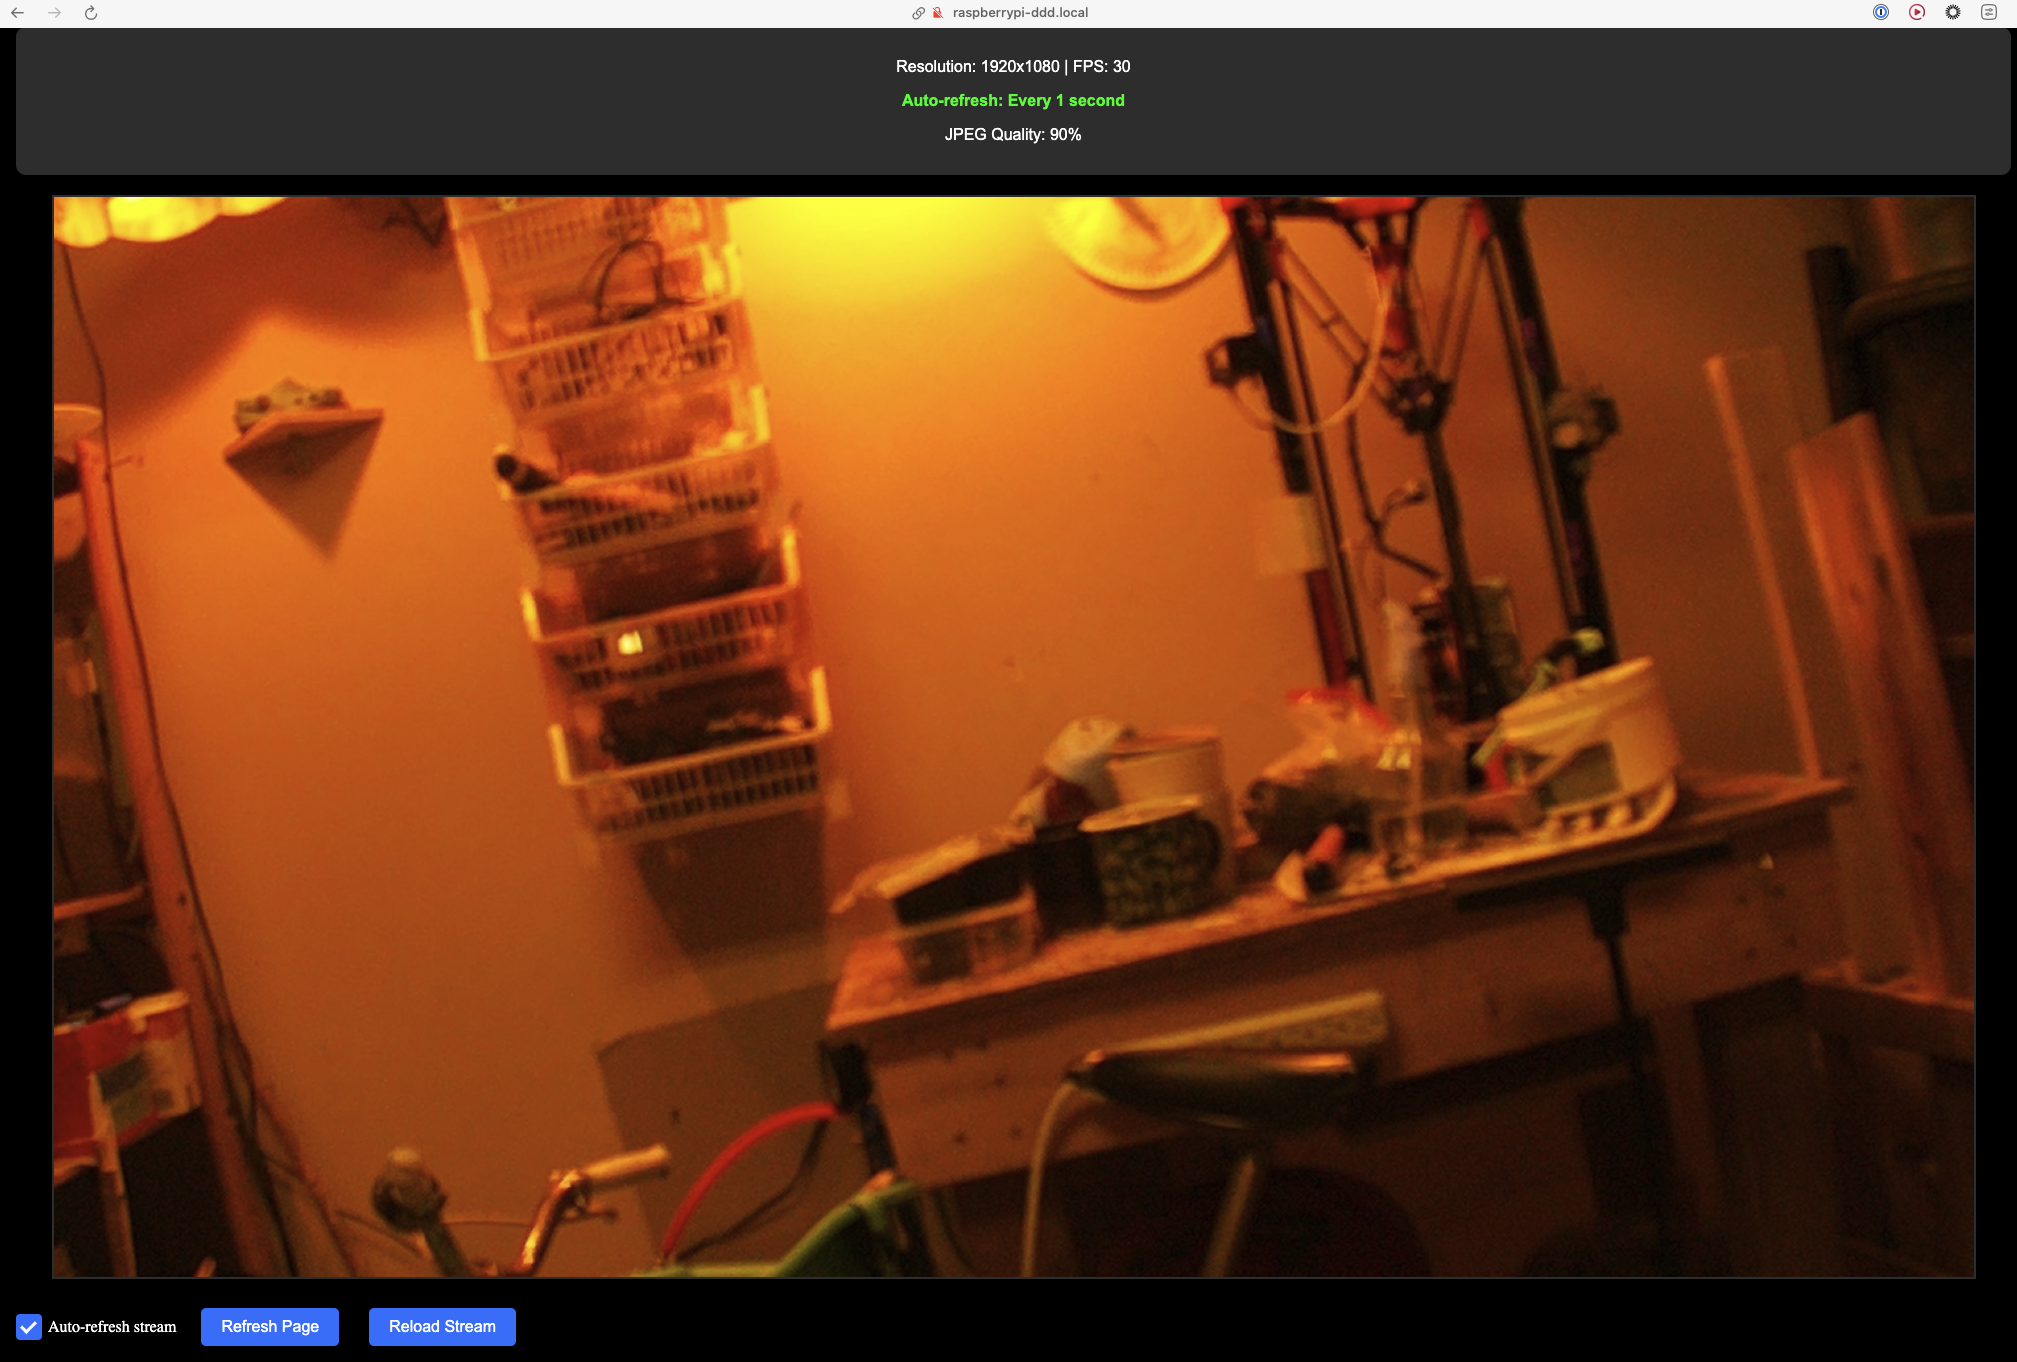 raspberrypi-ddd.local
Resolution: 1920x1080 | FPS: 30
Auto-refresh: Every 1 second
JPEG Quality: 90%
Auto-refresh stream
Refresh Page
Reload Stream